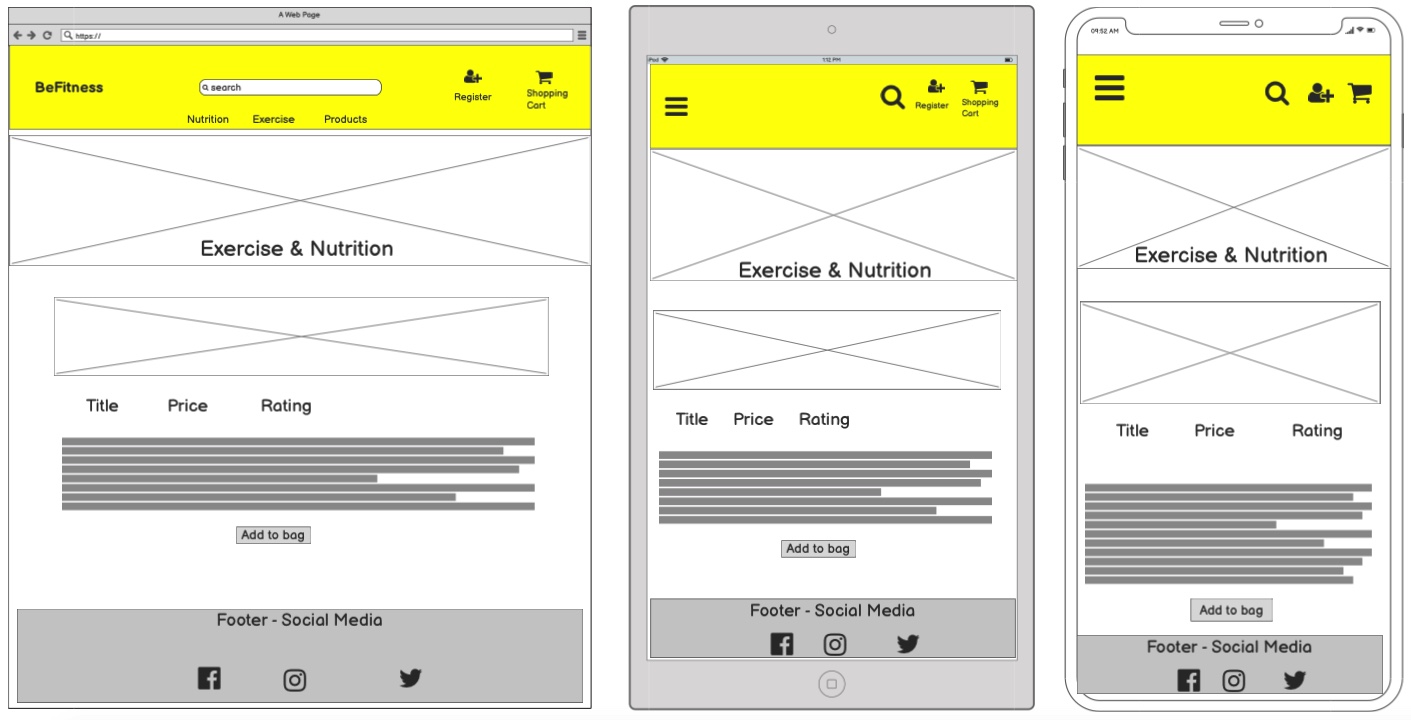 A Web Page
https://
BeFitness
search
Register
Shopping
Cart
Nutrition Exercise Products
Exercise & Nutrition
Title Price Rating
Add to bag
Footer - Social Media
iPod 1:12 PM
Register
Shopping
Cart
Exercise & Nutrition
Title Price Rating
Add to bag
Footer - Social Media
09:52 AM
Exercise & Nutrition
Title Price Rating
Add to bag
Footer - Social Media